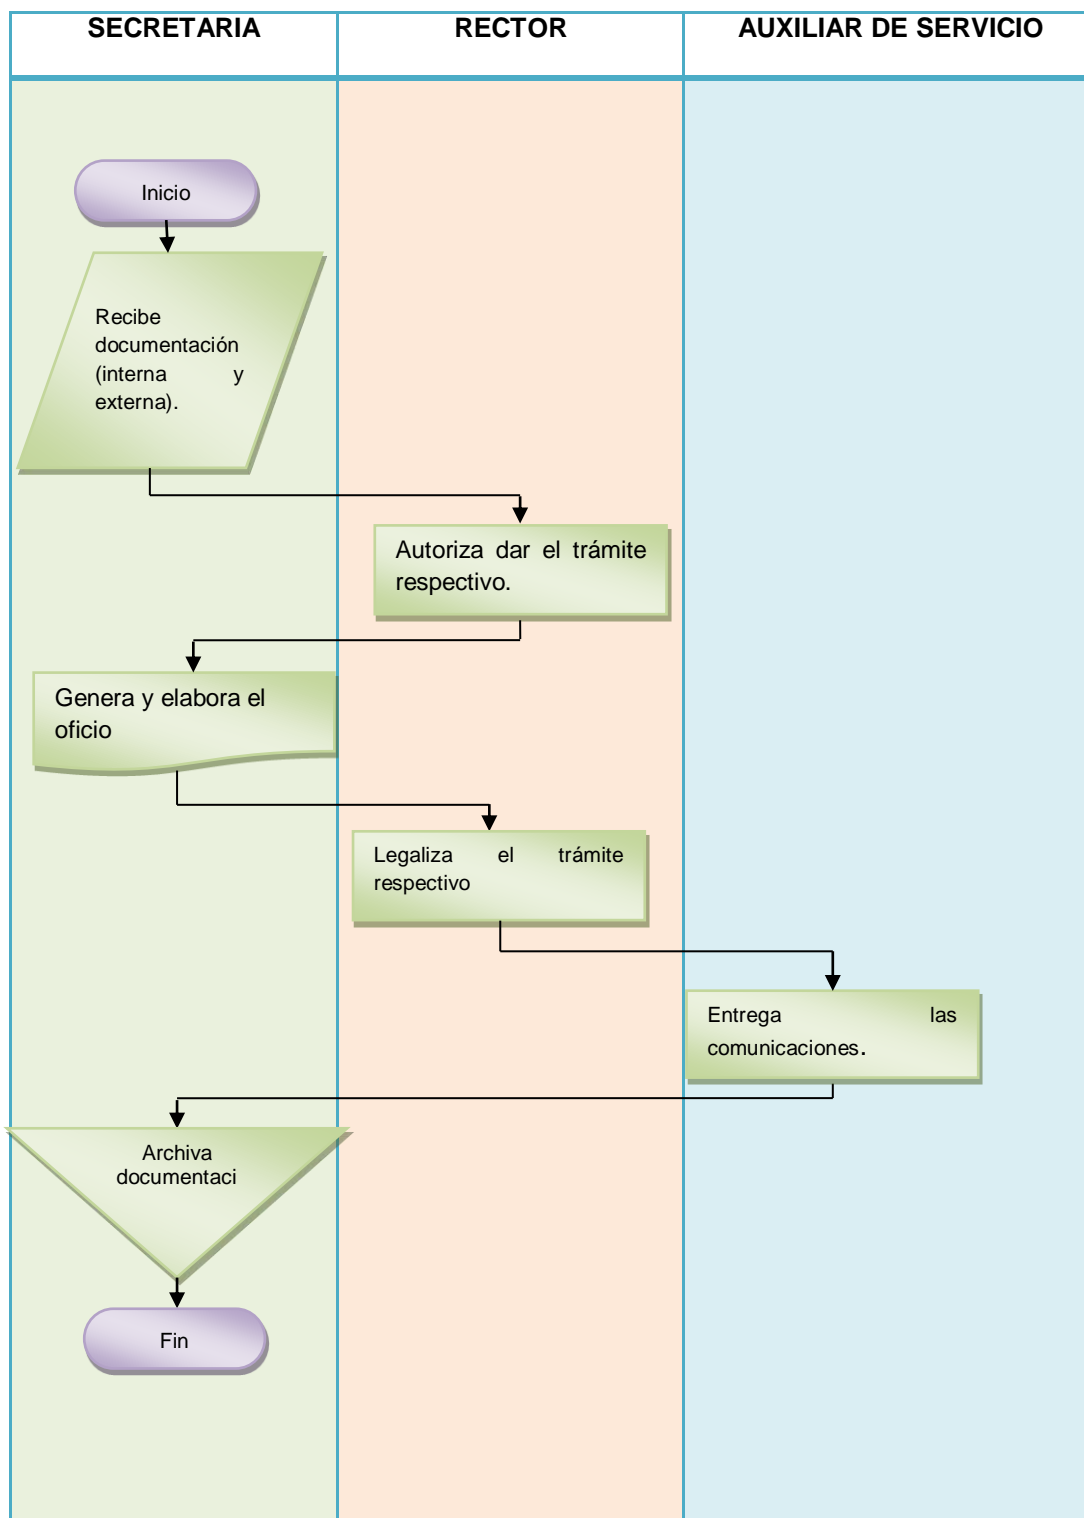 SECRETARIA
RECTOR
AUXILIAR DE SERVICIO
Inicio
Recibe
documentación
(interna y
externa).
Autoriza dar el trámite
respectivo.
Genera y elabora el
oficio
Legaliza el trámite
respectivo
Entrega las
comunicaciones.
Archiva
documentaci
Fin